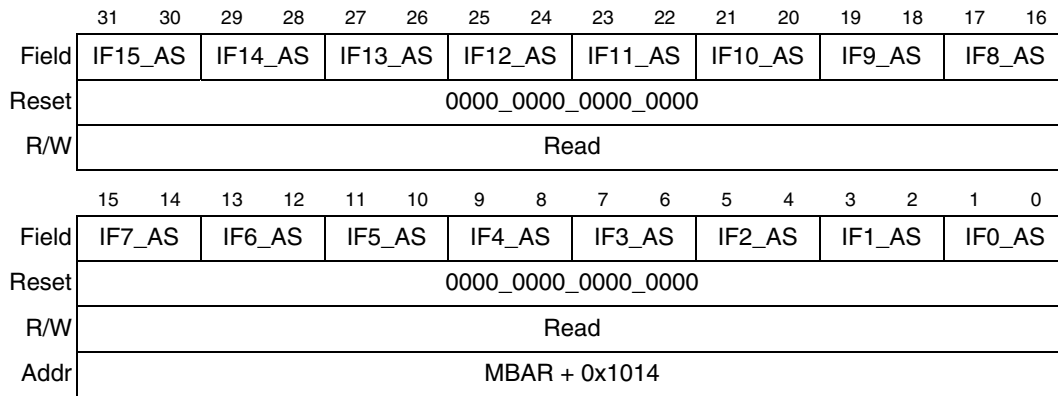 31 30 29 28 27 26 25 24 23 22 21 20 19 18 17 16
Field IF15_AS IF14_AS IF13_AS IF12_AS IF11_AS IF10_AS IF9_AS IF8_AS
Reset 0000_0000_0000_0000
R/W Read
15 14 13 12 11 10 9 8 7 6 5 4 3 2 1 0
Field IF7_AS IF6_AS IF5_AS IF4_AS IF3_AS IF2_AS IF1_AS IF0_AS
Reset 0000_0000_0000_0000
R/W Read
Addr MBAR + 0x1014